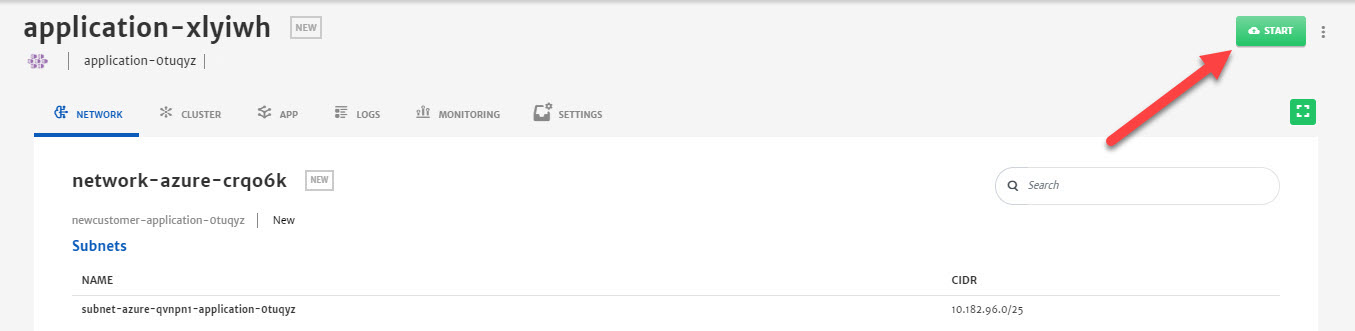 application-xlyiwh NEW START
application-0tuqyz
NETWORK CLUSTER APP LOGS MONITORING SETTINGS
network-azure-crqo6k NEW Search
newcustomer-application-0tuqyz New
Subnets
NAME CIDR
subnet-azure-qvnpn1-application-0tuqyz 10.182.96.0/25